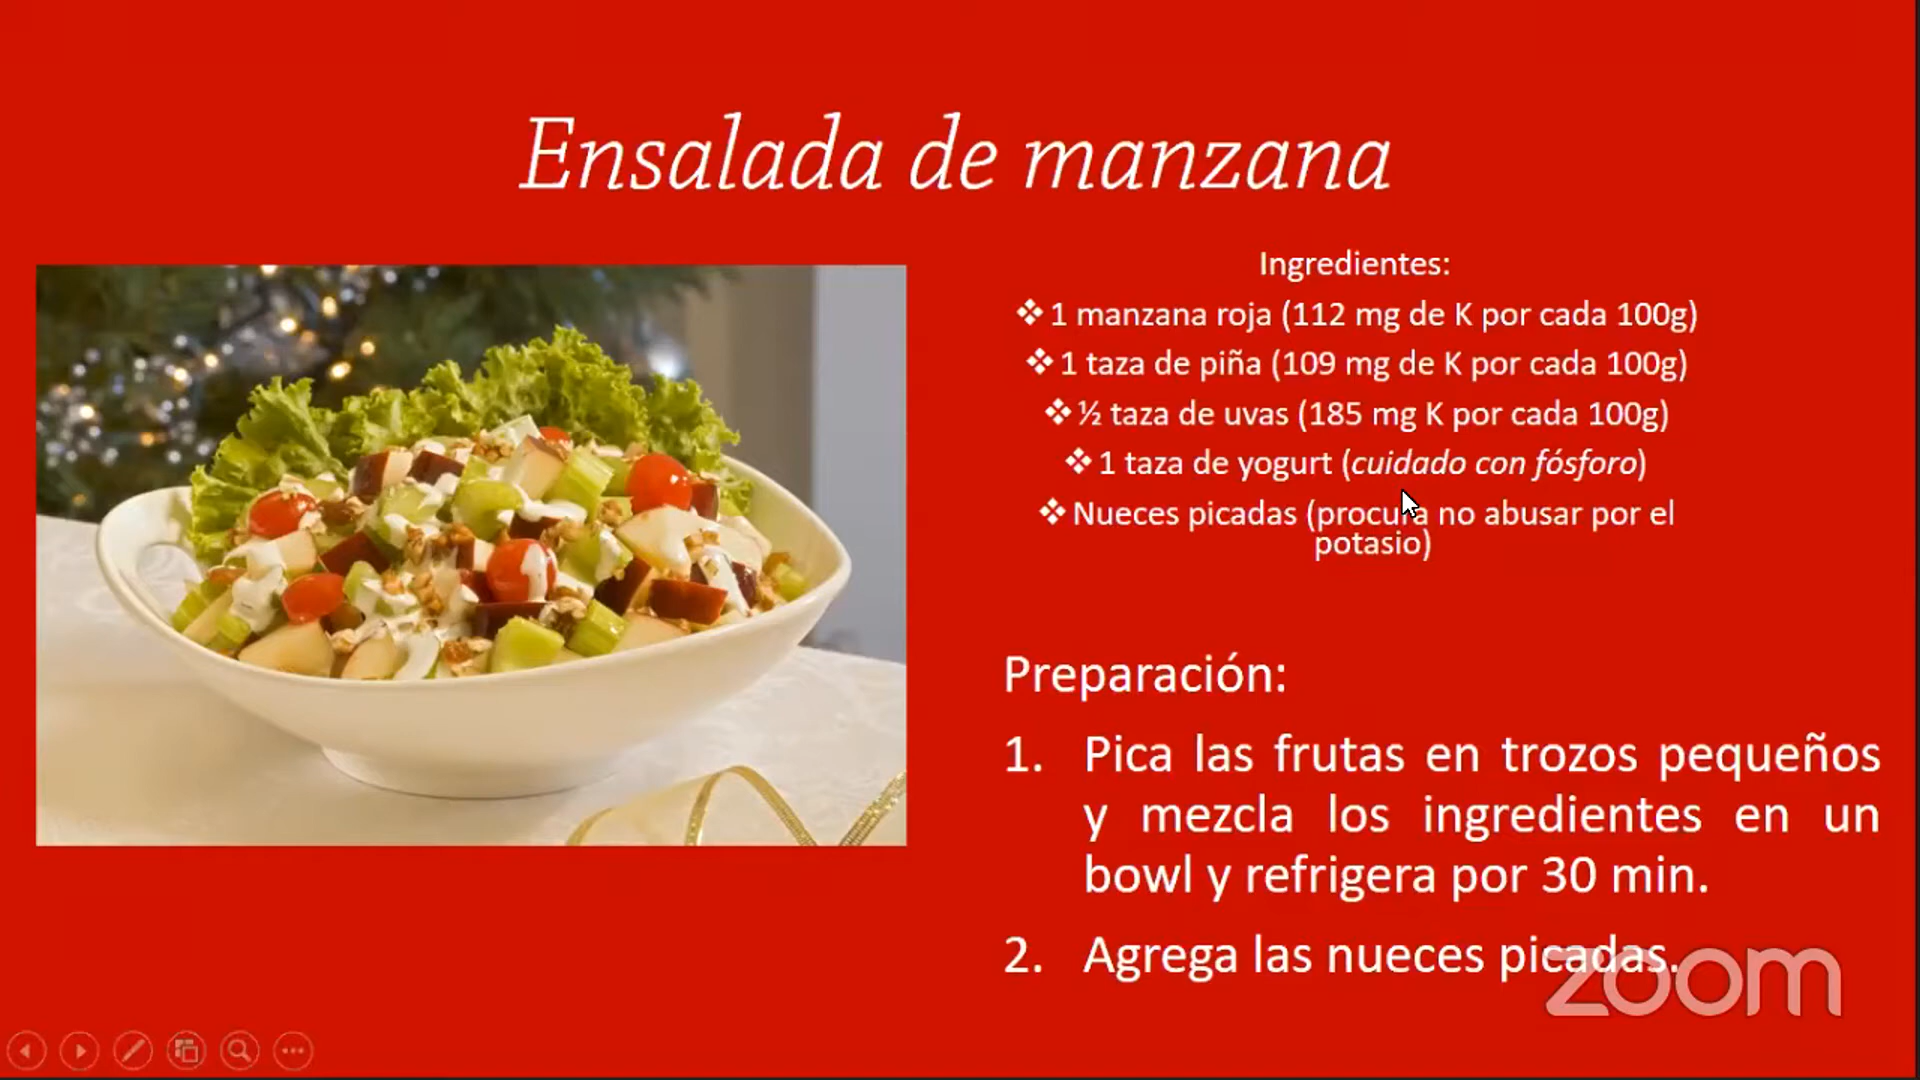 Ensalada de manzana
Ingredientes:
❖ 1 manzana roja (112 mg de K por cada 100g)
❖ 1 taza de piña (109 mg de K por cada 100g)
❖ ½ taza de uvas (185 mg K por cada 100g)
❖ 1 taza de yogurt (cuidado con fósforo)
❖ Nueces picadas (procura no abusar por el
potasio)
Preparación:
1. Pica las frutas en trozos pequeños
y mezcla los ingredientes en un
bowl y refrigera por 30 min.
2. Agrega las nueces picadas.
zoom